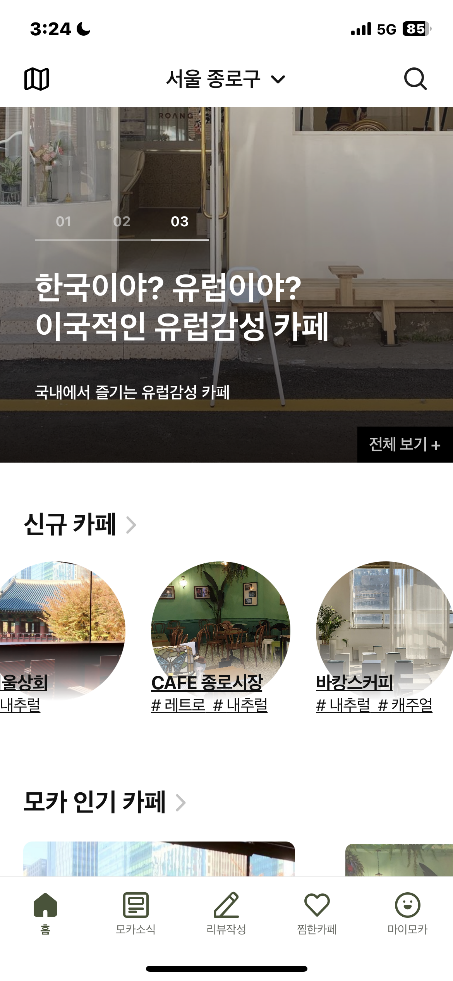 3:24
5G 85
서울 종로구
ROANG
01 02 03
한국이야? 유럽이야?
이국적인 유럽감성 카페
국내에서 즐기는 유럽감성 카페
전체 보기 +
신규 카페
울상회
내추럴
CAFE 종로시장
# 레트로 # 내추럴
바캉스커피
# 내추럴 # 캐주얼
모카 인기 카페
홈
모카소식
리뷰작성
찜한카페
마이모카